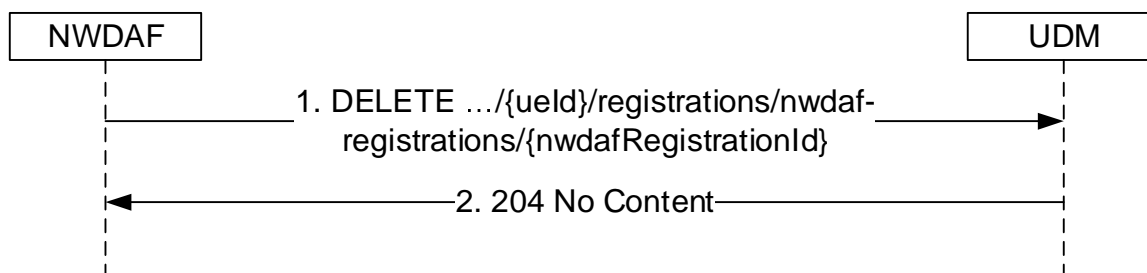 NWDAF
UDM
1. DELETE …/{ueId}/registrations/nwdaf-
registrations/{nwdafRegistrationId}
2. 204 No Content